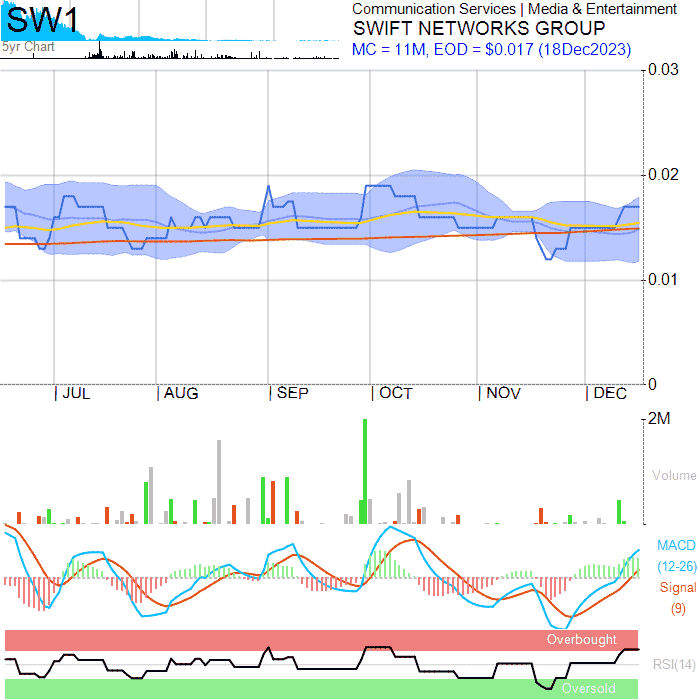 SW1
5yr Chart
Communication Services | Media & Entertainment
SWIFT NETWORKS GROUP
MC = 11M, EOD = $0.017 (18Dec2023)
0.03
0.02
0.01
0
| JUL | AUG | SEP | OCT | NOV | DEC
2M
Volume
MACD
(12-26)
Signal
(9)
Overbought
RSI(14)
Oversold